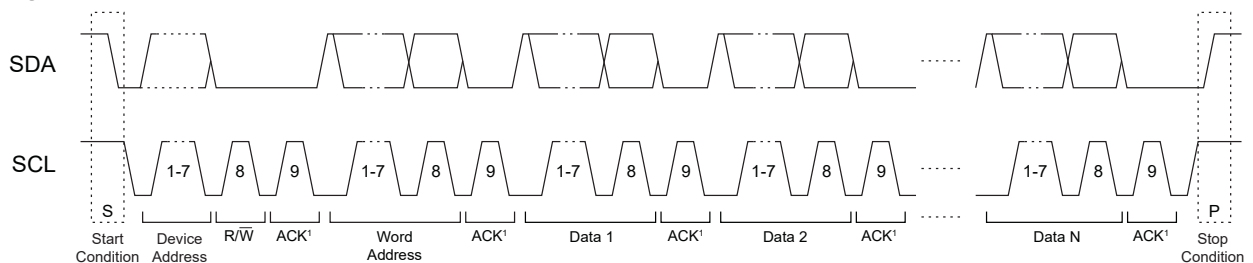 SDA
SCL
1-7 8 9 1-7 8 9 1-7 8 9 1-7 8 9 1-7 8 9
S P
Start Condition
Device Address
R/W̅
ACK¹
Word Address
ACK¹
Data 1
ACK¹
Data 2
ACK¹
Data N
ACK¹
Stop Condition